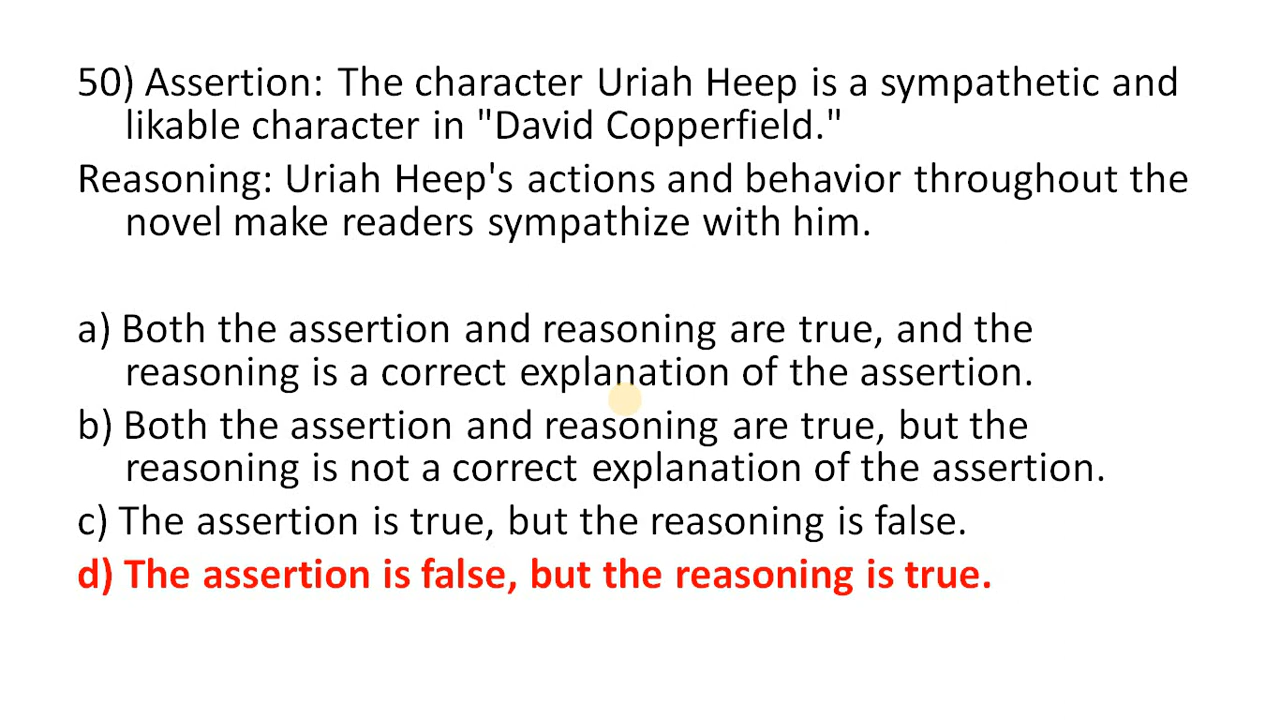 50) Assertion: The character Uriah Heep is a sympathetic and
likable character in "David Copperfield."
Reasoning: Uriah Heep's actions and behavior throughout the
novel make readers sympathize with him.
a) Both the assertion and reasoning are true, and the
reasoning is a correct explanation of the assertion.
b) Both the assertion and reasoning are true, but the
reasoning is not a correct explanation of the assertion.
c) The assertion is true, but the reasoning is false.
d) The assertion is false, but the reasoning is true.